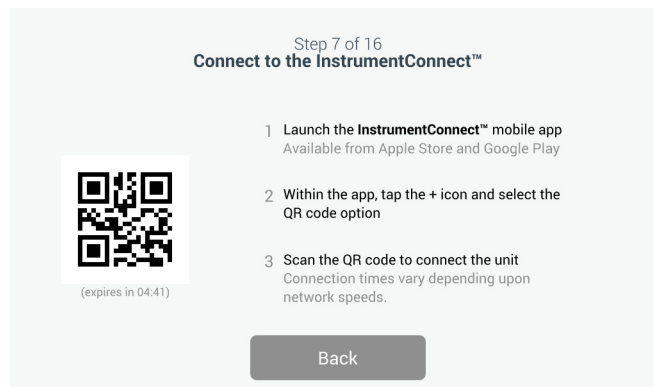 Step 7 of 16
Connect to the InstrumentConnect™
1 Launch the InstrumentConnect™ mobile app
Available from Apple Store and Google Play
2 Within the app, tap the + icon and select the
QR code option
3 Scan the QR code to connect the unit
Connection times vary depending upon
network speeds.
(expires in 04:41)
Back